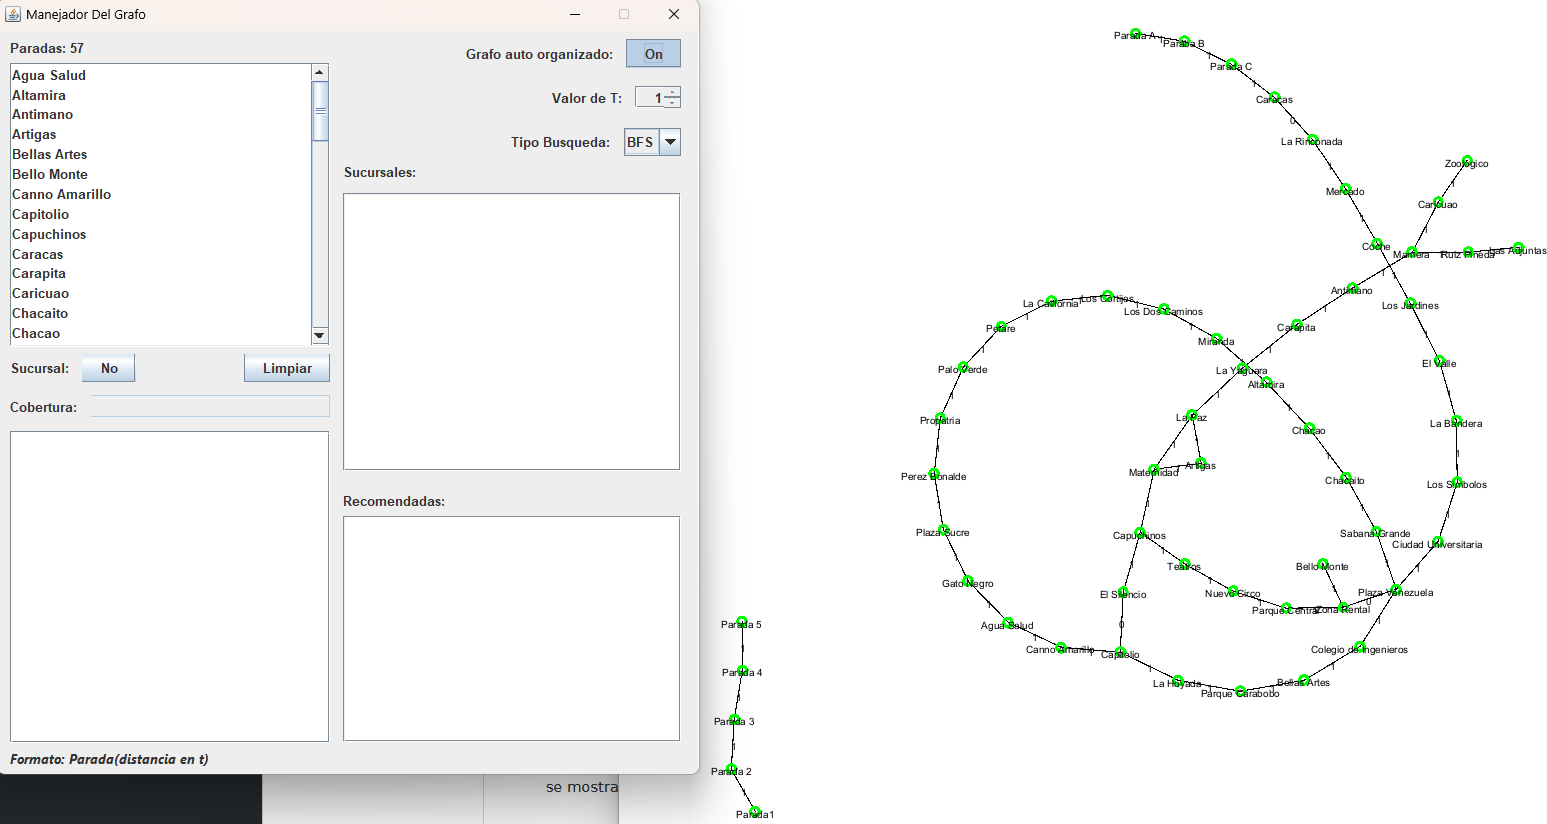 Manejador Del Grafo
Paradas: 57
Agua Salud
Altamira
Antimano
Artigas
Bellas Artes
Bello Monte
Canno Amarillo
Capitolio
Capuchinos
Caracas
Carapita
Caricuao
Chacaito
Chacao
Sucursal:
No
Limpiar
Cobertura:
Formato: Parada(distancia en t)
Grafo auto organizado:
On
Valor de T:
1
Tipo Busqueda:
BFS
Sucursales:
Recomendadas:
se mostra
Parada A
Parada B
Parada C
Caracas
0
La Rinconada
Mercado
Coche
Zoologico
Caricuao
Mamera
Ruiz Pineda
Las Adjuntas
Antimano
Los Jardines
Carapita
La California
Los Cortijos
Los Dos Caminos
Petare
Miranda
Palo Verde
La Yaguara
Altamira
El Valle
Propatria
La Paz
Chacao
La Bandera
Perez Bonalde
Maternidad
Artigas
Chacaito
Los Simbolos
Plaza Sucre
Capuchinos
Sabana Grande
Ciudad Universitaria
Gato Negro
Teatros
Bello Monte
El Silencio
Nuevo Circo
Plaza Venezuela
Parque Central
Zona Rental
0
Agua Salud
0
Canno Amarillo
Capitolio
Colegio de Ingenieros
La Hoyada
Parque Carabobo
Bellas Artes
Parada 5
Parada 4
Parada 3
Parada 2
Parada1